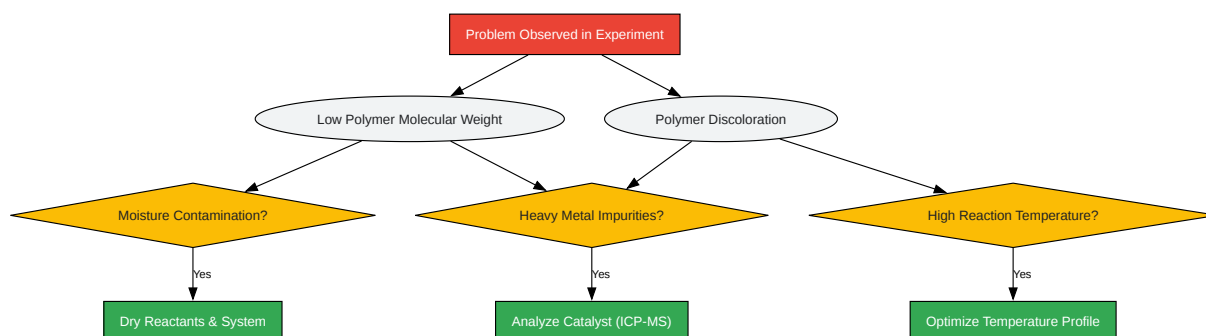 Problem Observed in Experiment
Low Polymer Molecular Weight
Polymer Discoloration
Moisture Contamination?
Heavy Metal Impurities?
High Reaction Temperature?
Yes
Yes
Yes
Dry Reactants & System
Analyze Catalyst (ICP-MS)
Optimize Temperature Profile